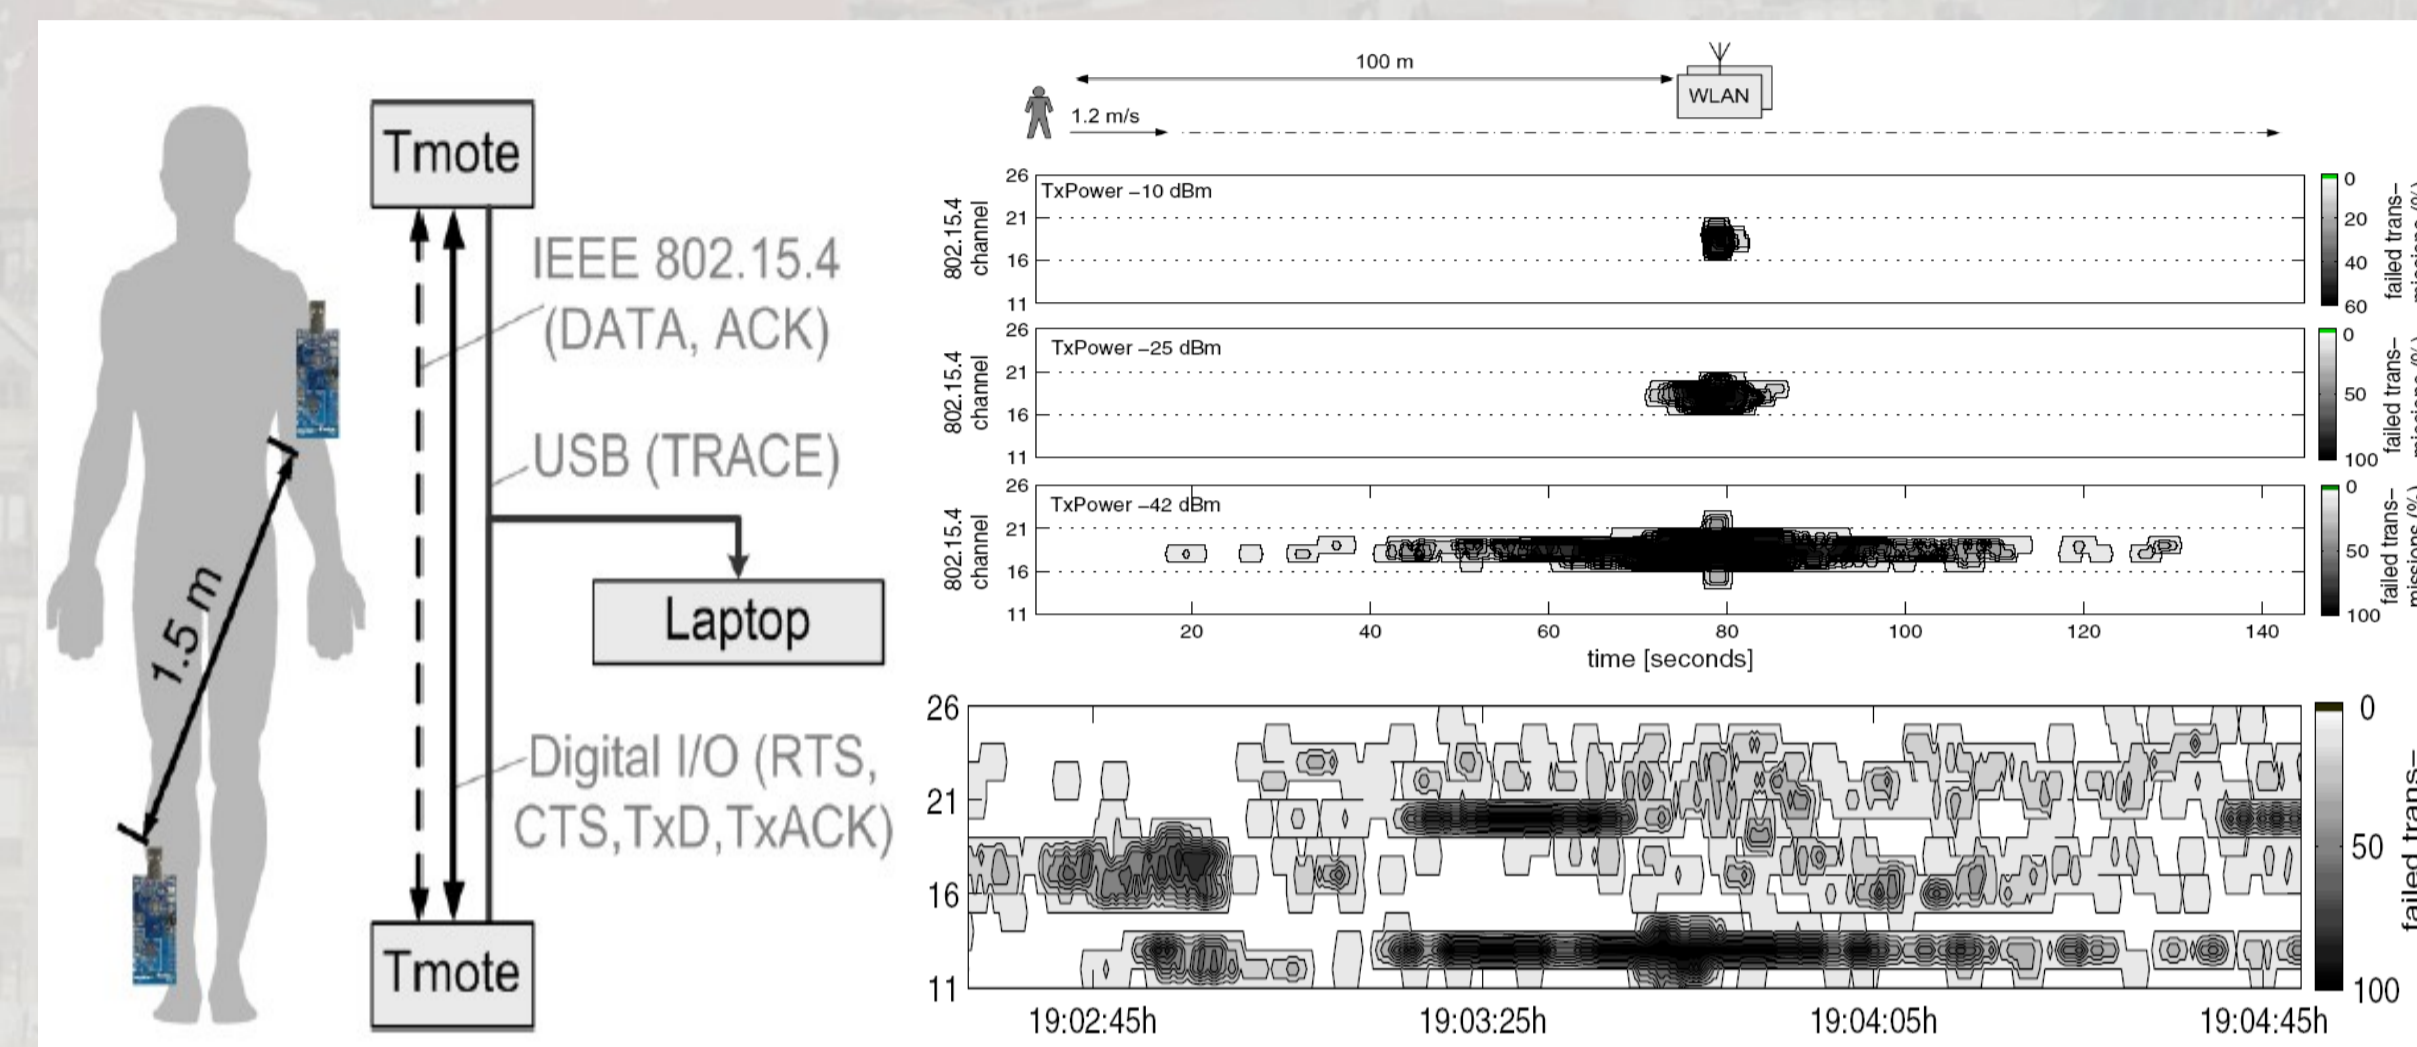 Tmote
IEEE 802.15.4
(DATA, ACK)
USB (TRACE)
Laptop
1.5 m
Digital I/O (RTS,
CTS,TxD,TxACK)
Tmote
100 m
WLAN
1.2 m/s
26
21
16
11
802.15.4
channel
TxPower −10 dBm
0
20
40
60
failed trans−
missions (%)
26
21
16
11
802.15.4
channel
TxPower −25 dBm
0
50
100
failed trans−
missions (%)
26
21
16
11
802.15.4
channel
TxPower −42 dBm
0
50
100
failed trans−
missions (%)
20 40 60 80 100 120 140
time [seconds]
26
21
16
11
0
50
100
failed trans−
19:02:45h 19:03:25h 19:04:05h 19:04:45h